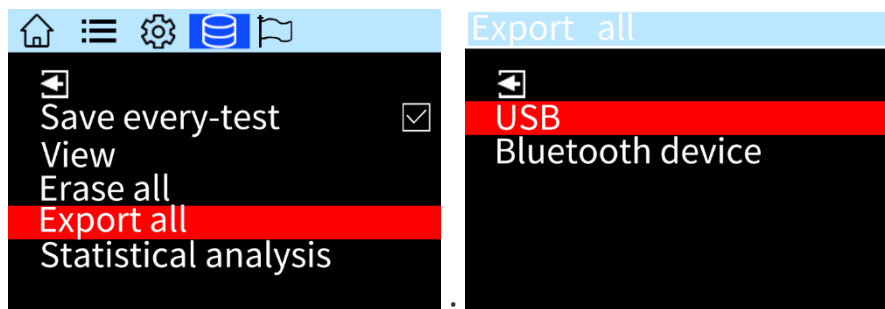 Save every-test
View
Erase all
Export all
Statistical analysis
.
Export all
USB
Bluetooth device